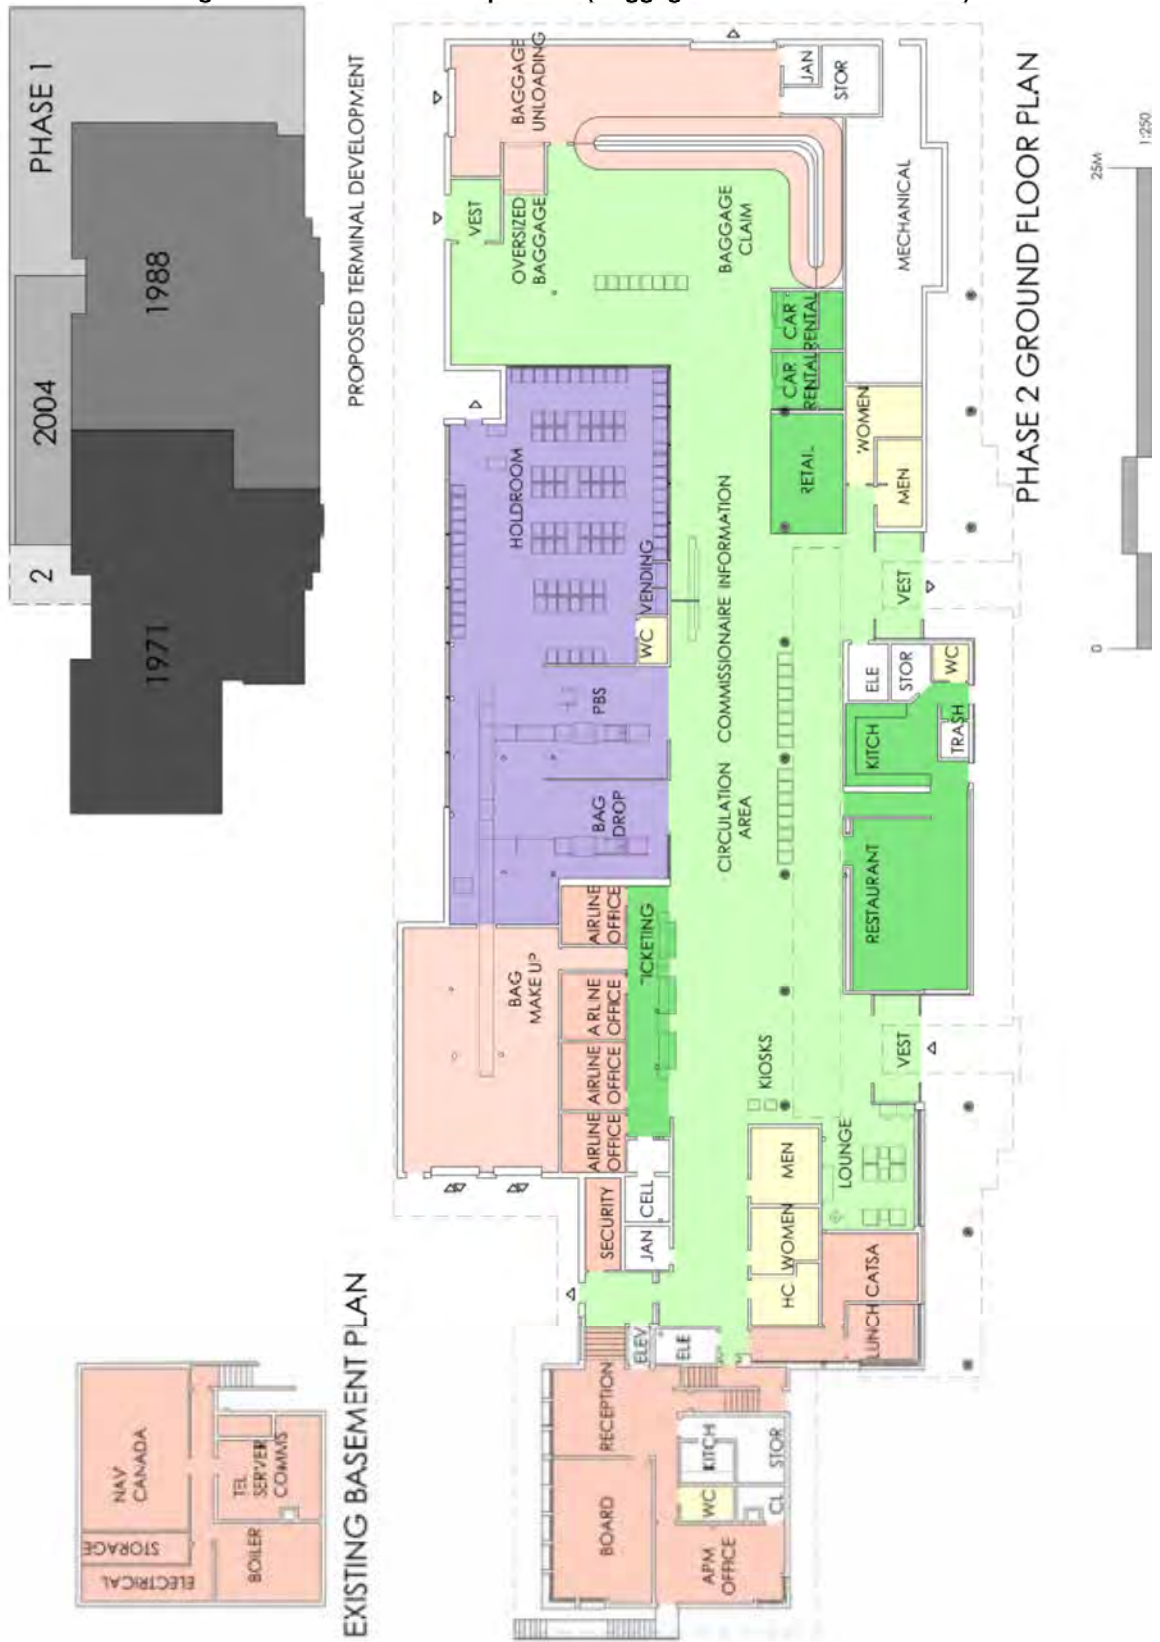 PHASE 1
2004
1988
2
1971
PROPOSED TERMINAL DEVELOPMENT
BAGGAGE
UNLOADING
JAN
STOR
VEST
OVERSIZED
BAGGAGE
BAGGAGE
CLAIM
MECHANICAL
CAR
RENTAL
CAR
RENTAL
RETAIL
WOMEN
MEN
HOLDROOM
VENDING
WC
PBS
BAG
DROP
CIRCULATION COMMISSIONAIRE INFORMATION
AREA
VEST
ELE
STOR
WC
KITCH
TRASH
RESTAURANT
AIRLINE
OFFICE
TICKETING
BAG
MAKE UP
A RLINE
OFFICE
AIRLINE
OFFICE
AIRLINE
OFFICE
KIOSKS
VEST
LOUNGE
MEN
WOMEN
HC
SECURITY
CELL
JAN
CATSA
LUNCH
ELEV
ELE
RECEPTION
BOARD
KITCH
STOR
WC
CL
APM
OFFICE
PHASE 2 GROUND FLOOR PLAN
0
25M
1:250
NAV
CANADA
TEL
SERVER
COMMS
STORAGE
ELECTRICAL
BOILER
EXISTING BASEMENT PLAN